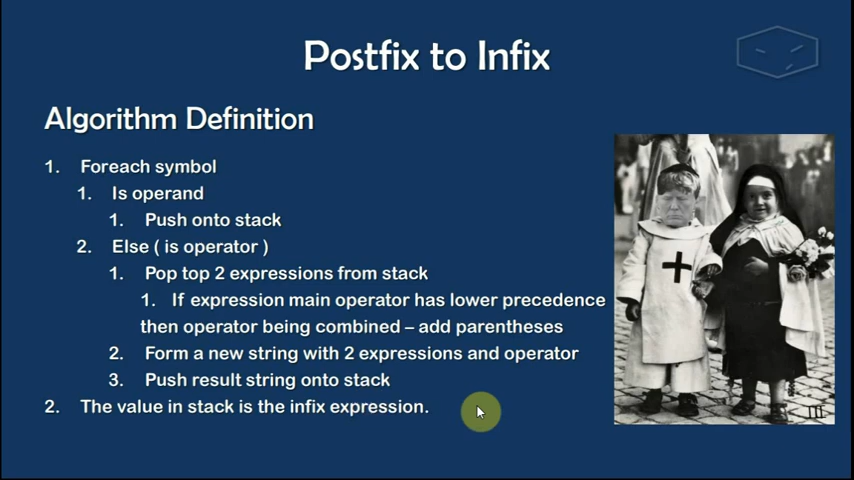 Postfix to Infix
Algorithm Definition
1. Foreach symbol
1. Is operand
1. Push onto stack
2. Else ( is operator )
1. Pop top 2 expressions from stack
1. If expression main operator has lower precedence
then operator being combined – add parentheses
2. Form a new string with 2 expressions and operator
3. Push result string onto stack
2. The value in stack is the infix expression.